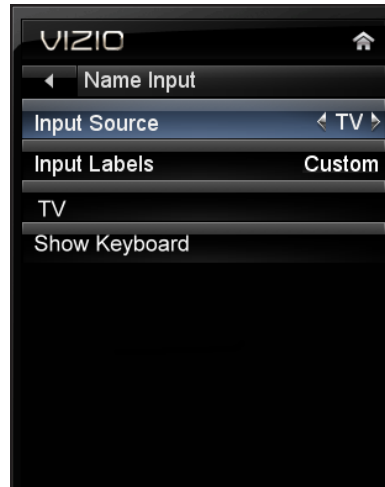 VIZIO
Name Input
Input Source TV
Input Labels Custom
TV
Show Keyboard